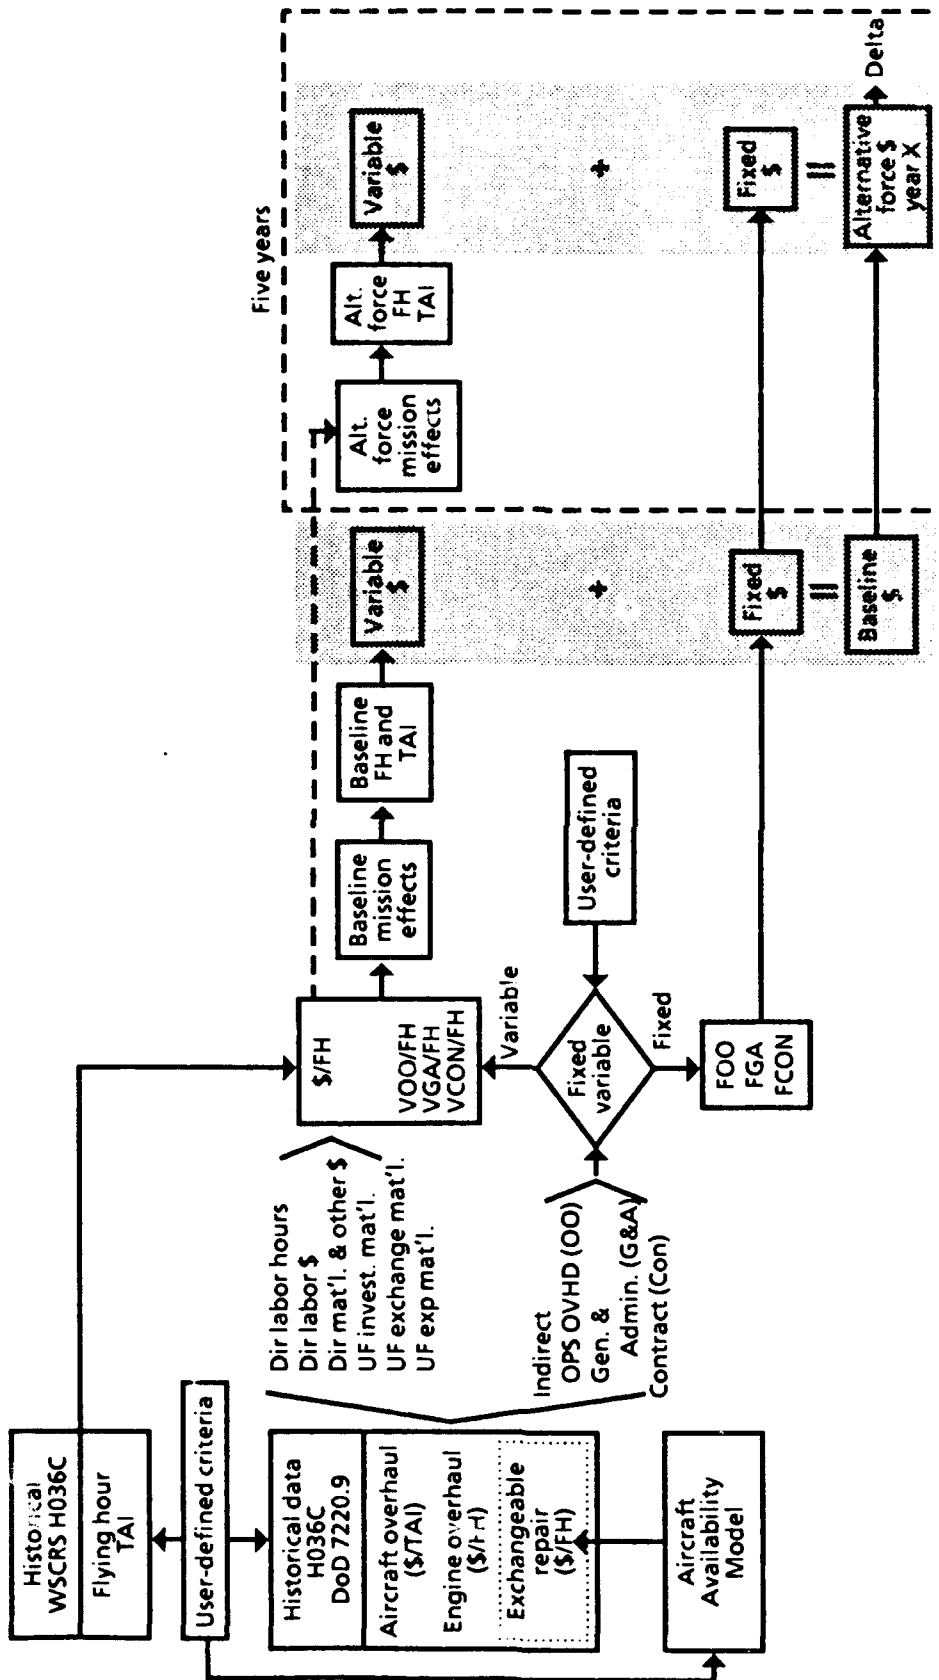 Historical
WSCRS H036C
Flying hour
TAI
User-defined criteria
Historical data
H036C
DoD 7220.9
Aircraft overhaul
($/TAI)
Engine overhaul
($/FH)
Exchangeable
repair
($/FH)
Aircraft
Availability
Model
Dir labor hours
Dir labor $
Dir mat'l. & other $
UF invest. mat'l.
UF exchange mat'l.
UF exp mat'l.
Indirect
OPS OVHD (OO)
Gen. &
Admin. (G&A)
Contract (Con)
$/FH
VOO/FH
VGA/FH
VCON/FH
Variable
Fixed
variable
Fixed
FOO
FGA
FCON
User-defined
criteria
Baseline
mission
effects
Baseline
FH and
TAI
Variable
$
+
Fixed
$
=
Baseline
$
Five years
Alt.
force
mission
effects
Alt.
force
FH
TAI
Variable
$
+
Fixed
$
=
Alternative
force $
year X
Delta